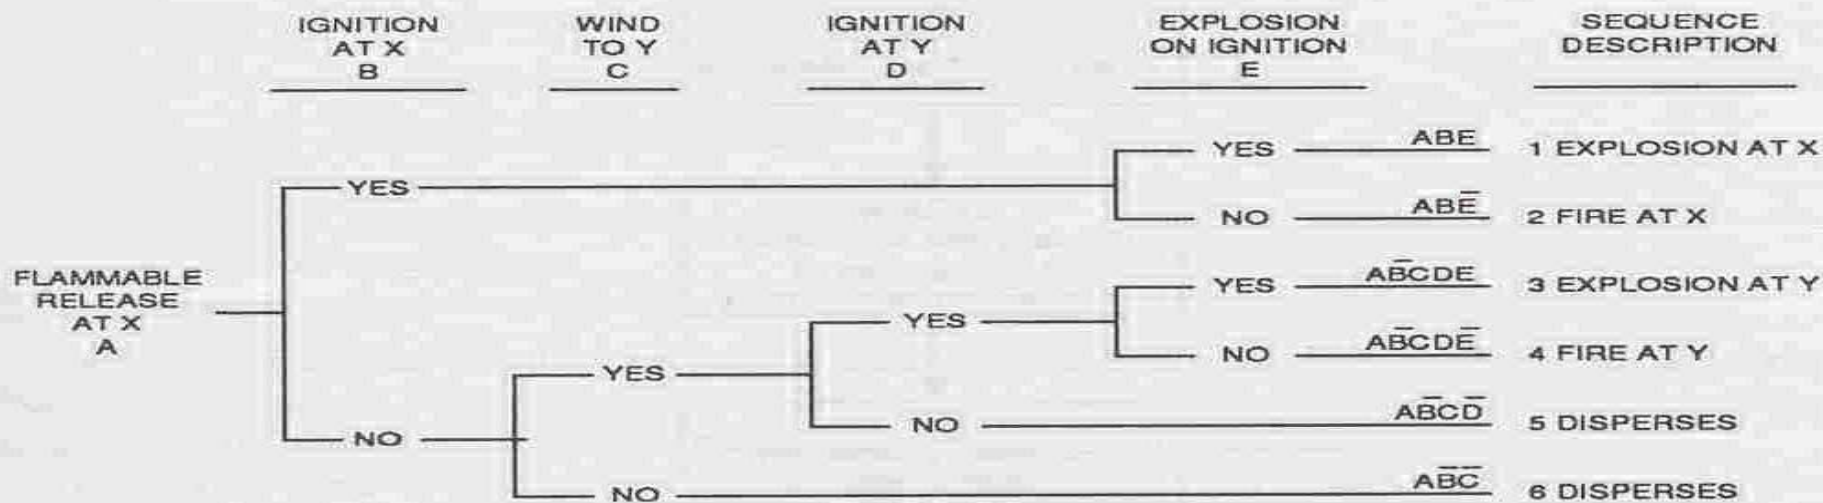 IGNITION
AT X
B
WIND
TO Y
C
IGNITION
AT Y
D
EXPLOSION
ON IGNITION
E
SEQUENCE
DESCRIPTION
FLAMMABLE
RELEASE
AT X
A
YES
NO
YES
NO
YES
NO
YES ABE 1 EXPLOSION AT X
NO ABE̅ 2 FIRE AT X
YES AB̅CDE 3 EXPLOSION AT Y
NO AB̅CDE̅ 4 FIRE AT Y
AB̅CD̅ 5 DISPERSES
AB̅C̅ 6 DISPERSES